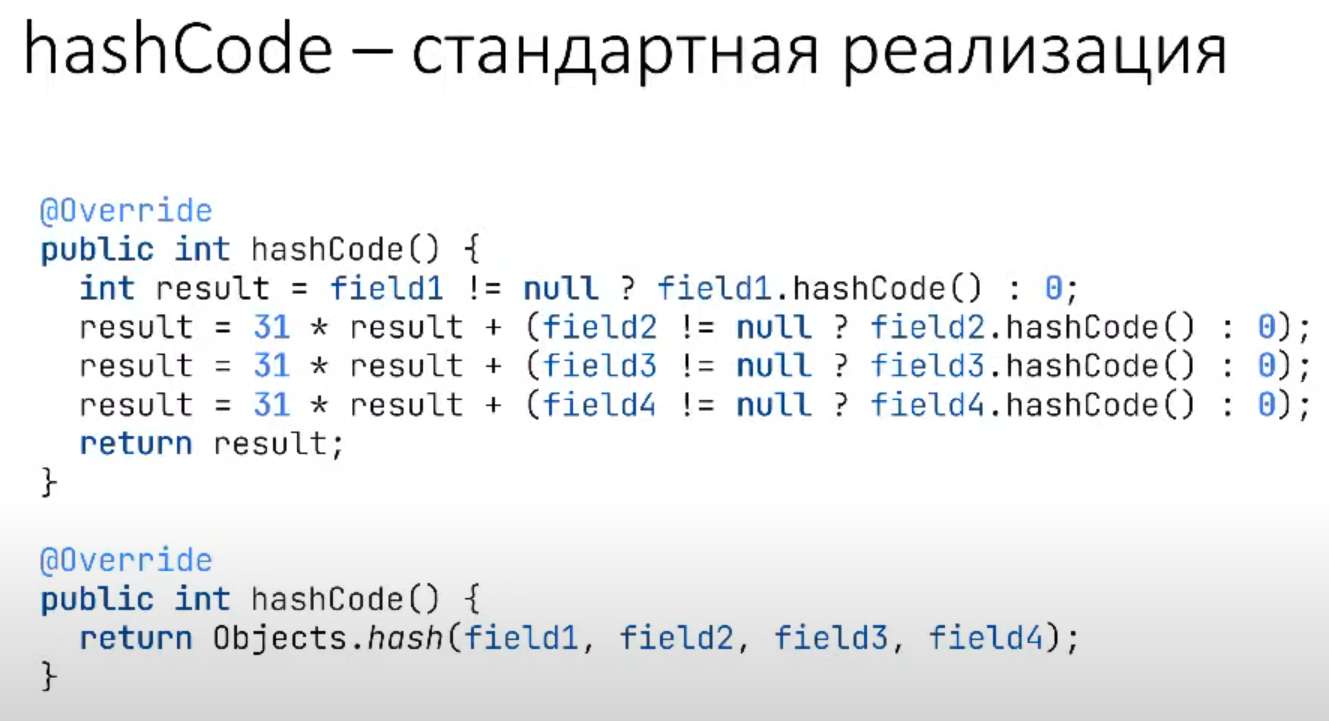 hashCode – стандартная реализация
@Override
public int hashCode() {
  int result = field1 != null ? field1.hashCode() : 0;
  result = 31 * result + (field2 != null ? field2.hashCode() : 0);
  result = 31 * result + (field3 != null ? field3.hashCode() : 0);
  result = 31 * result + (field4 != null ? field4.hashCode() : 0);
  return result;
}
@Override
public int hashCode() {
  return Objects.hash(field1, field2, field3, field4);
}